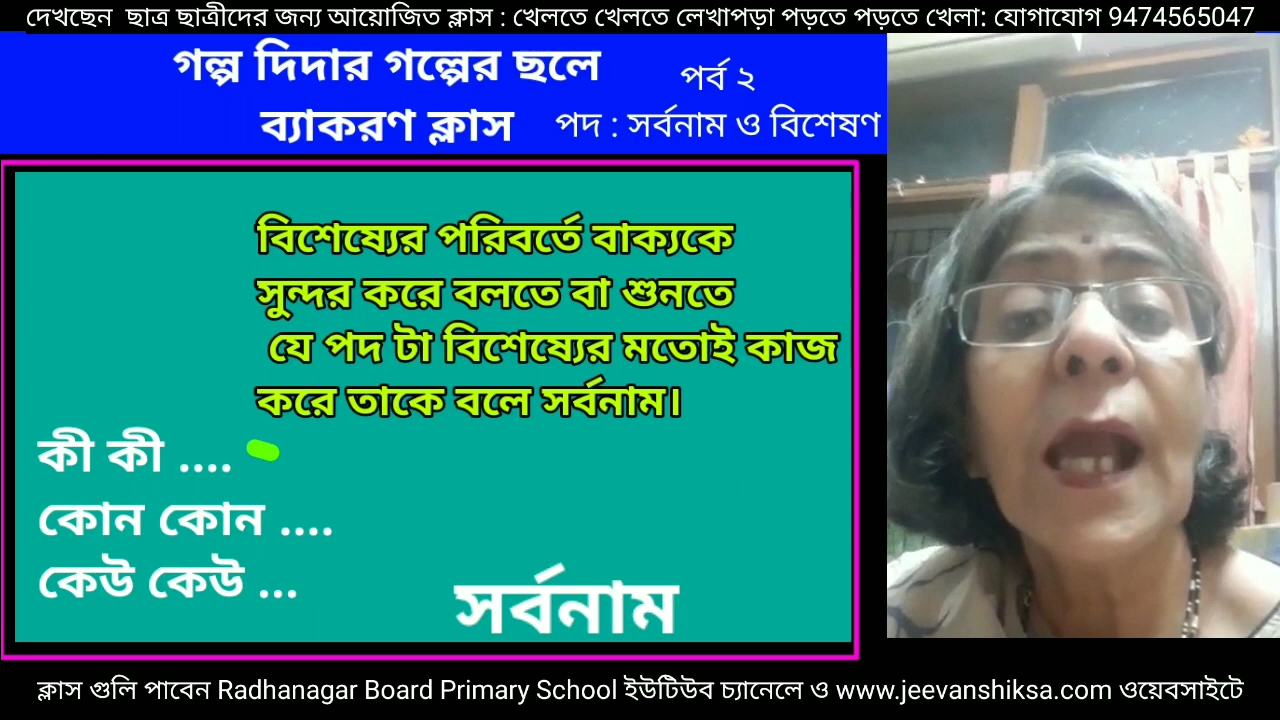 দেখছেন ছাত্র ছাত্রীদের জন্য আয়োজিত ক্লাস : খেলতে খেলতে লেখাপড়া পড়তে পড়তে খেলা: যোগাযোগ 9474565047
গল্প দিদার গল্পের ছলে
ব্যাকরণ ক্লাস
পর্ব ২
পদ : সর্বনাম ও বিশেষণ
বিশেষ্যের পরিবর্তে বাক্যকে
সুন্দর করে বলতে বা শুনতে
যে পদ টা বিশেষ্যের মতোই কাজ
করে তাকে বলে সর্বনাম।
কী কী ....
কোন কোন ....
কেউ কেউ ...
সর্বনাম
ক্লাস গুলি পাবেন Radhanagar Board Primary School ইউটিউব চ্যানেলে ও www.jeevanshiksa.com ওয়েবসাইটে